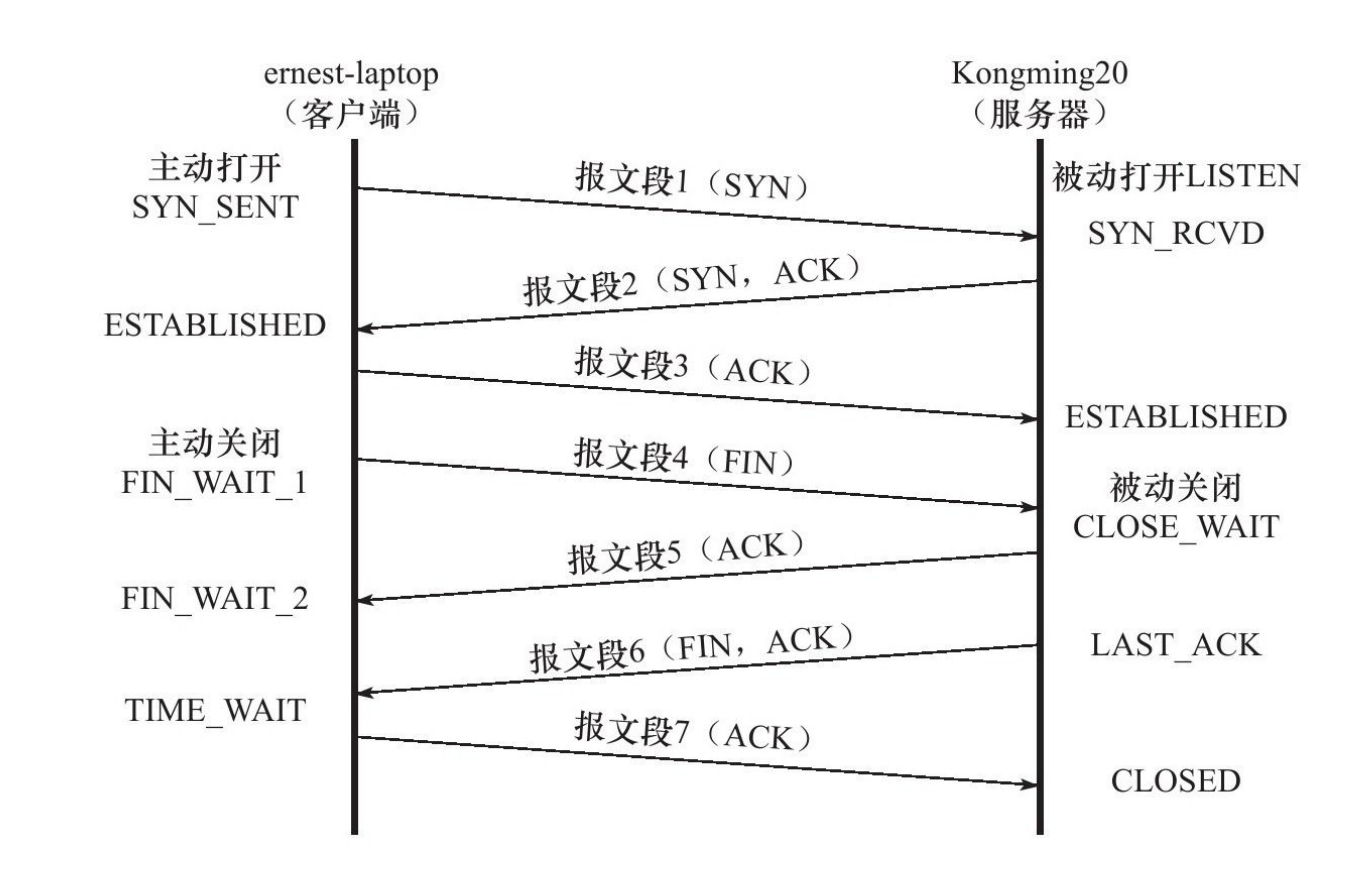 ernest-laptop
（客户端）
Kongming20
（服务器）
主动打开
SYN_SENT
报文段1（SYN）
被动打开LISTEN
SYN_RCVD
报文段2（SYN，ACK）
ESTABLISHED
报文段3（ACK）
ESTABLISHED
主动关闭
FIN_WAIT_1
报文段4（FIN）
被动关闭
CLOSE_WAIT
报文段5（ACK）
FIN_WAIT_2
报文段6（FIN，ACK）
LAST_ACK
TIME_WAIT
报文段7（ACK）
CLOSED